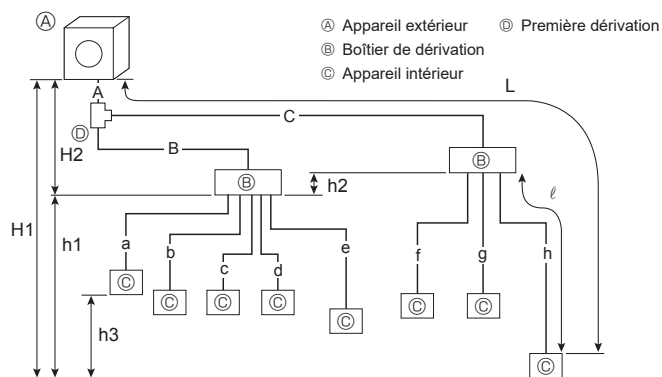 Ⓐ
Ⓐ Appareil extérieur Ⓓ Première dérivation
Ⓑ Boîtier de dérivation
Ⓒ Appareil intérieur
A
L
C
Ⓓ
H2
B
Ⓑ
Ⓑ
h2
ℓ
H1
h1
a
b
c
d
e
f
g
h
Ⓒ
Ⓒ
Ⓒ
Ⓒ
Ⓒ
Ⓒ
Ⓒ
h3
Ⓒ